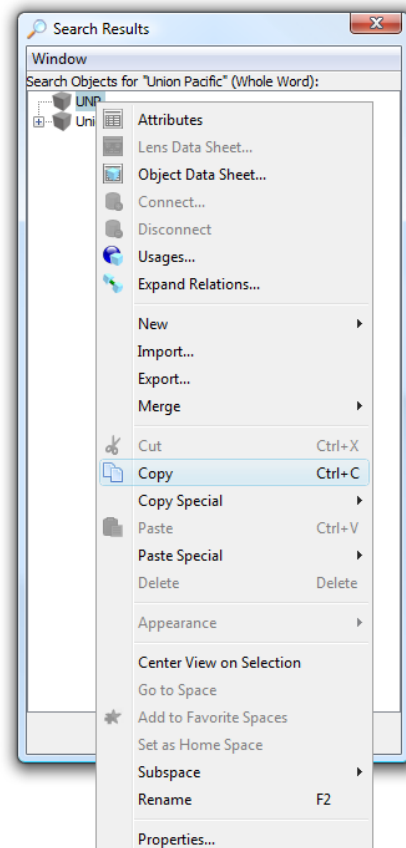 Search Results
Window
Search Objects for "Union Pacific" (Whole Word):
UNP
Uni
Attributes
Lens Data Sheet...
Object Data Sheet...
Connect...
Disconnect
Usages...
Expand Relations...
New
Import...
Export...
Merge
Cut Ctrl+X
Copy Ctrl+C
Copy Special
Paste Ctrl+V
Paste Special
Delete Delete
Appearance
Center View on Selection
Go to Space
Add to Favorite Spaces
Set as Home Space
Subspace
Rename F2
Properties...